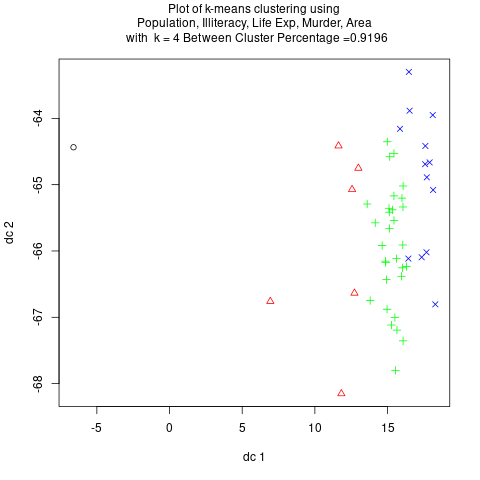 Plot of k-means clustering using
Population, Illiteracy, Life Exp, Murder, Area
with  k = 4 Between Cluster Percentage =0.9196
-64
-65
-66
-67
-68
dc 2
-5
0
5
10
15
dc 1